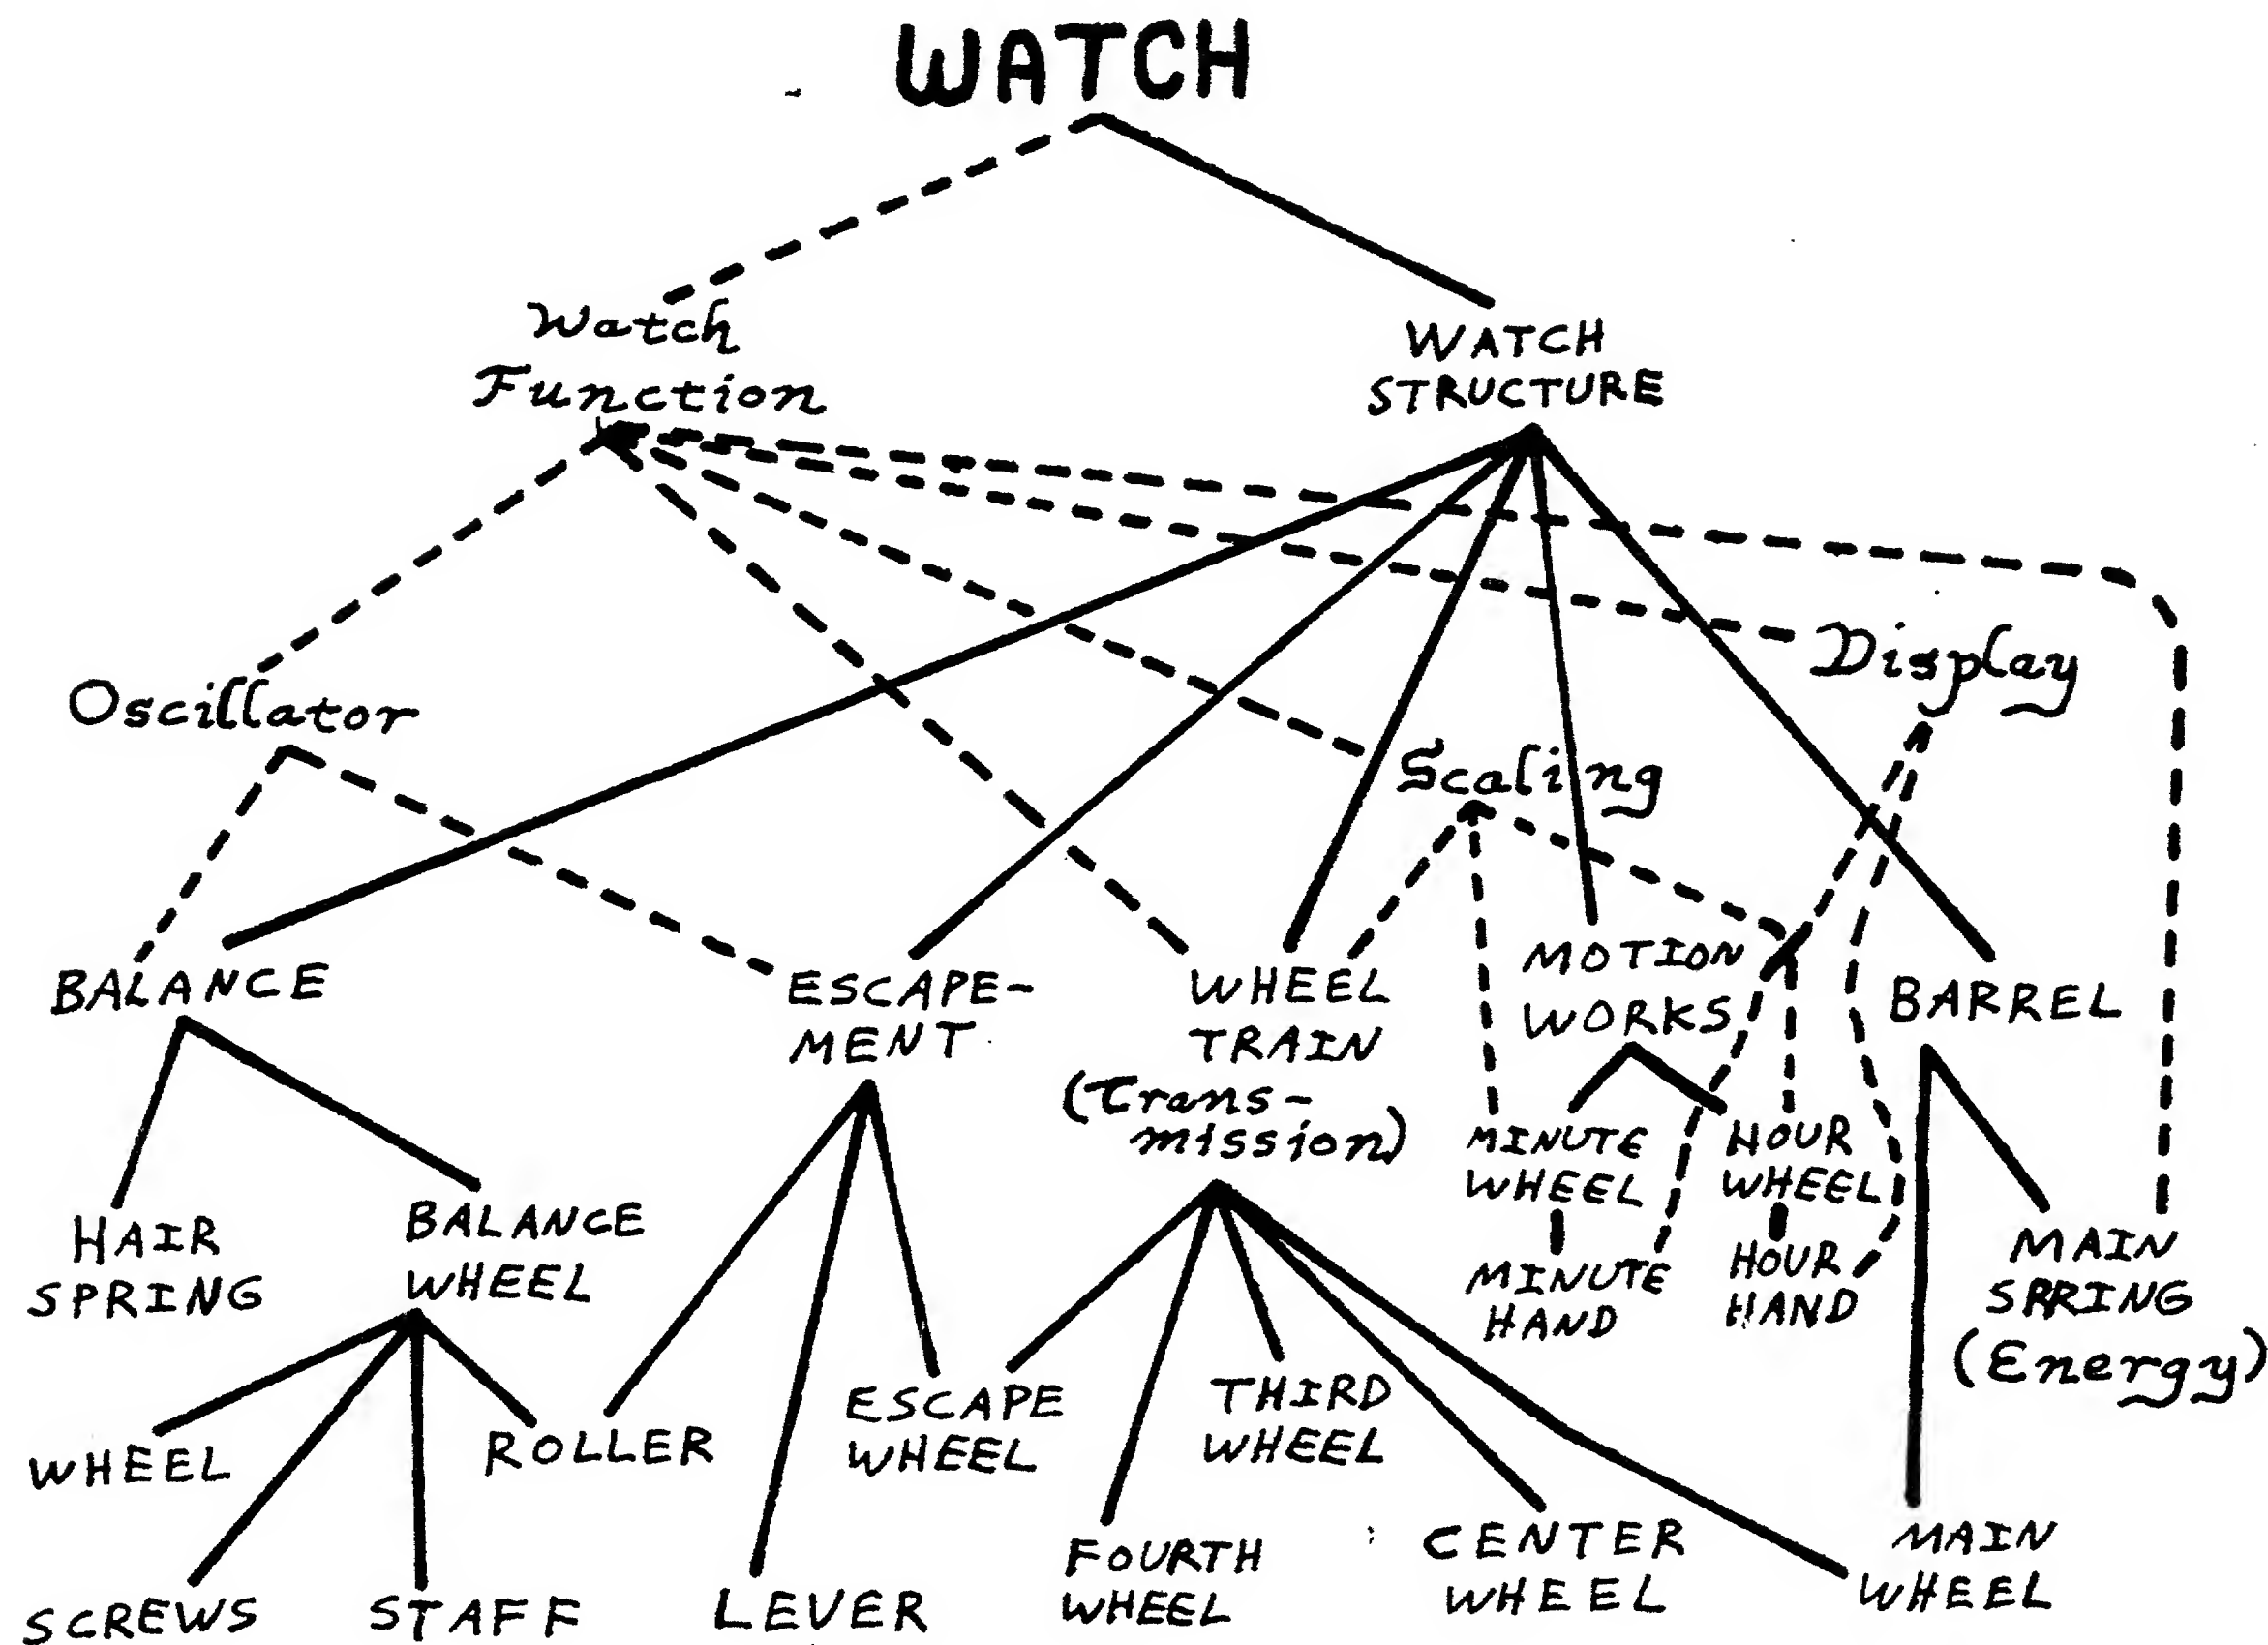 WATCH
Watch
Function
WATCH
STRUCTURE
Display
Oscillator
Scaling
BALANCE
ESCAPE-
MENT
WHEEL
TRAIN
(Trans-
mission)
MOTION
WORKS
BARREL
MINUTE
WHEEL
HOUR
WHEEL
HAIR
SPRING
BALANCE
WHEEL
MINUTE
HAND
HOUR
HAND
MAIN
SPRING
(Energy)
WHEEL
ROLLER
ESCAPE
WHEEL
THIRD
WHEEL
SCREWS
STAFF
LEVER
FOURTH
WHEEL
CENTER
WHEEL
MAIN
WHEEL